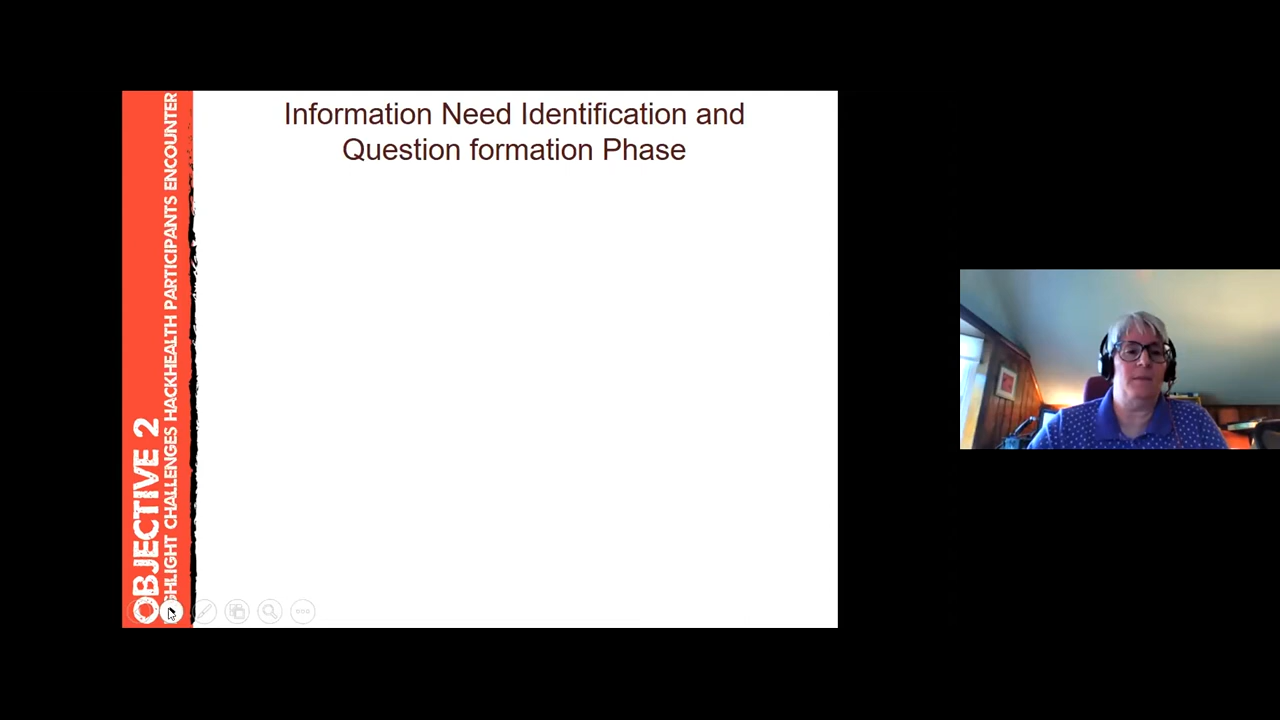 Information Need Identification and
Question formation Phase
OBJECTIVE 2
HIGHLIGHT CHALLENGES HACKHEALTH PARTICIPANTS ENCOUNTER